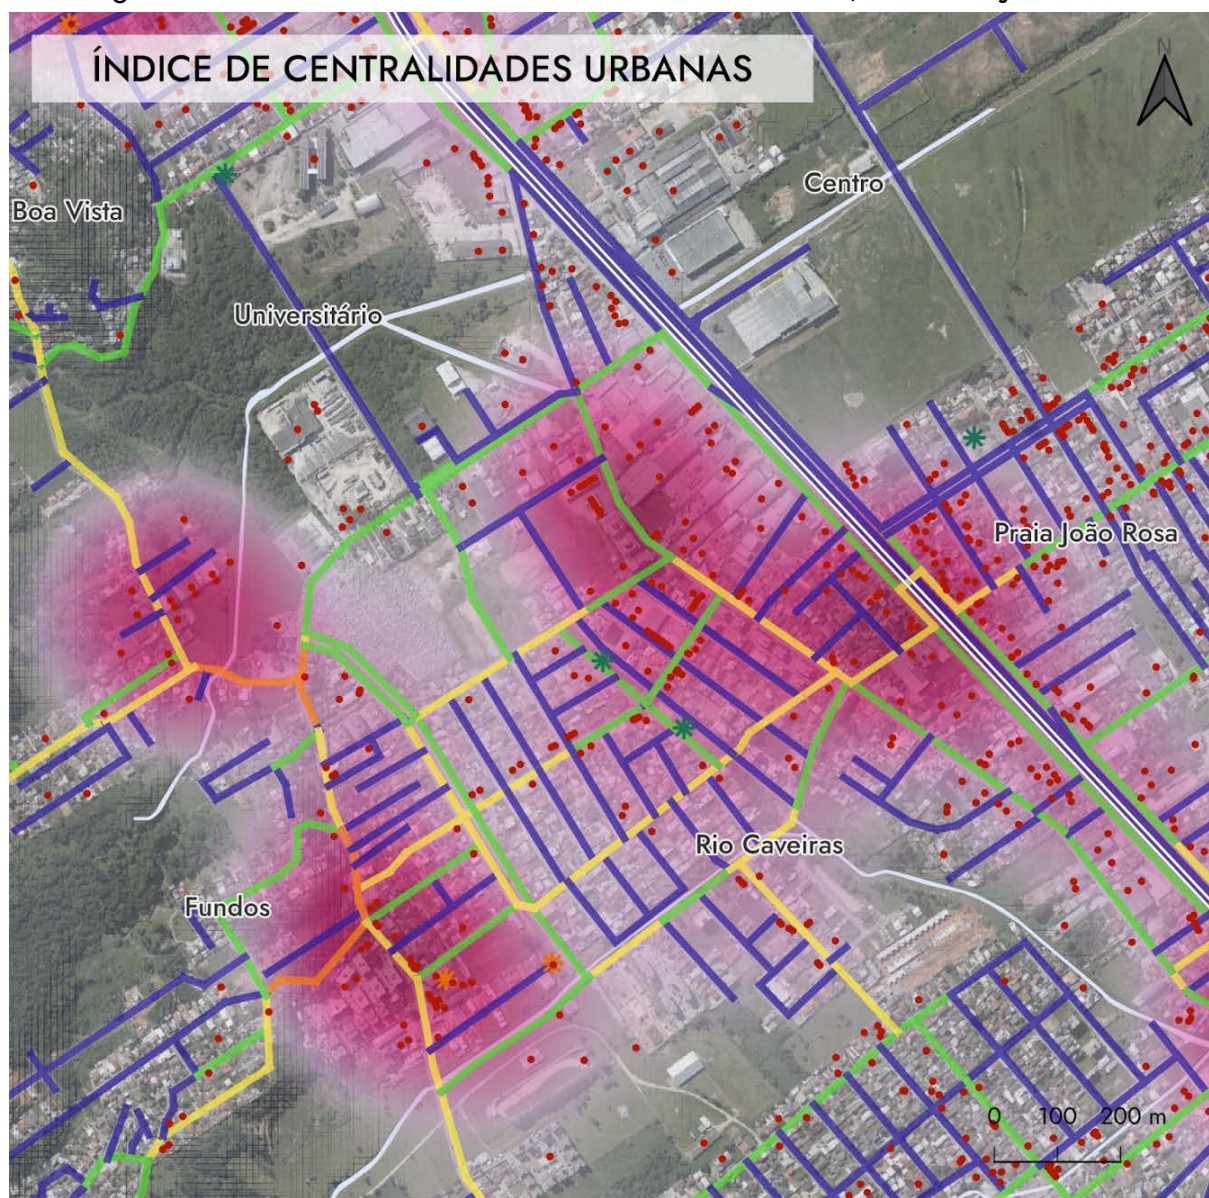 ÍNDICE DE CENTRALIDADES URBANAS
N
Centro
Boa Vista
Universitário
Praia João Rosa
Rio Caveiras
Fundos
0 100 200 m